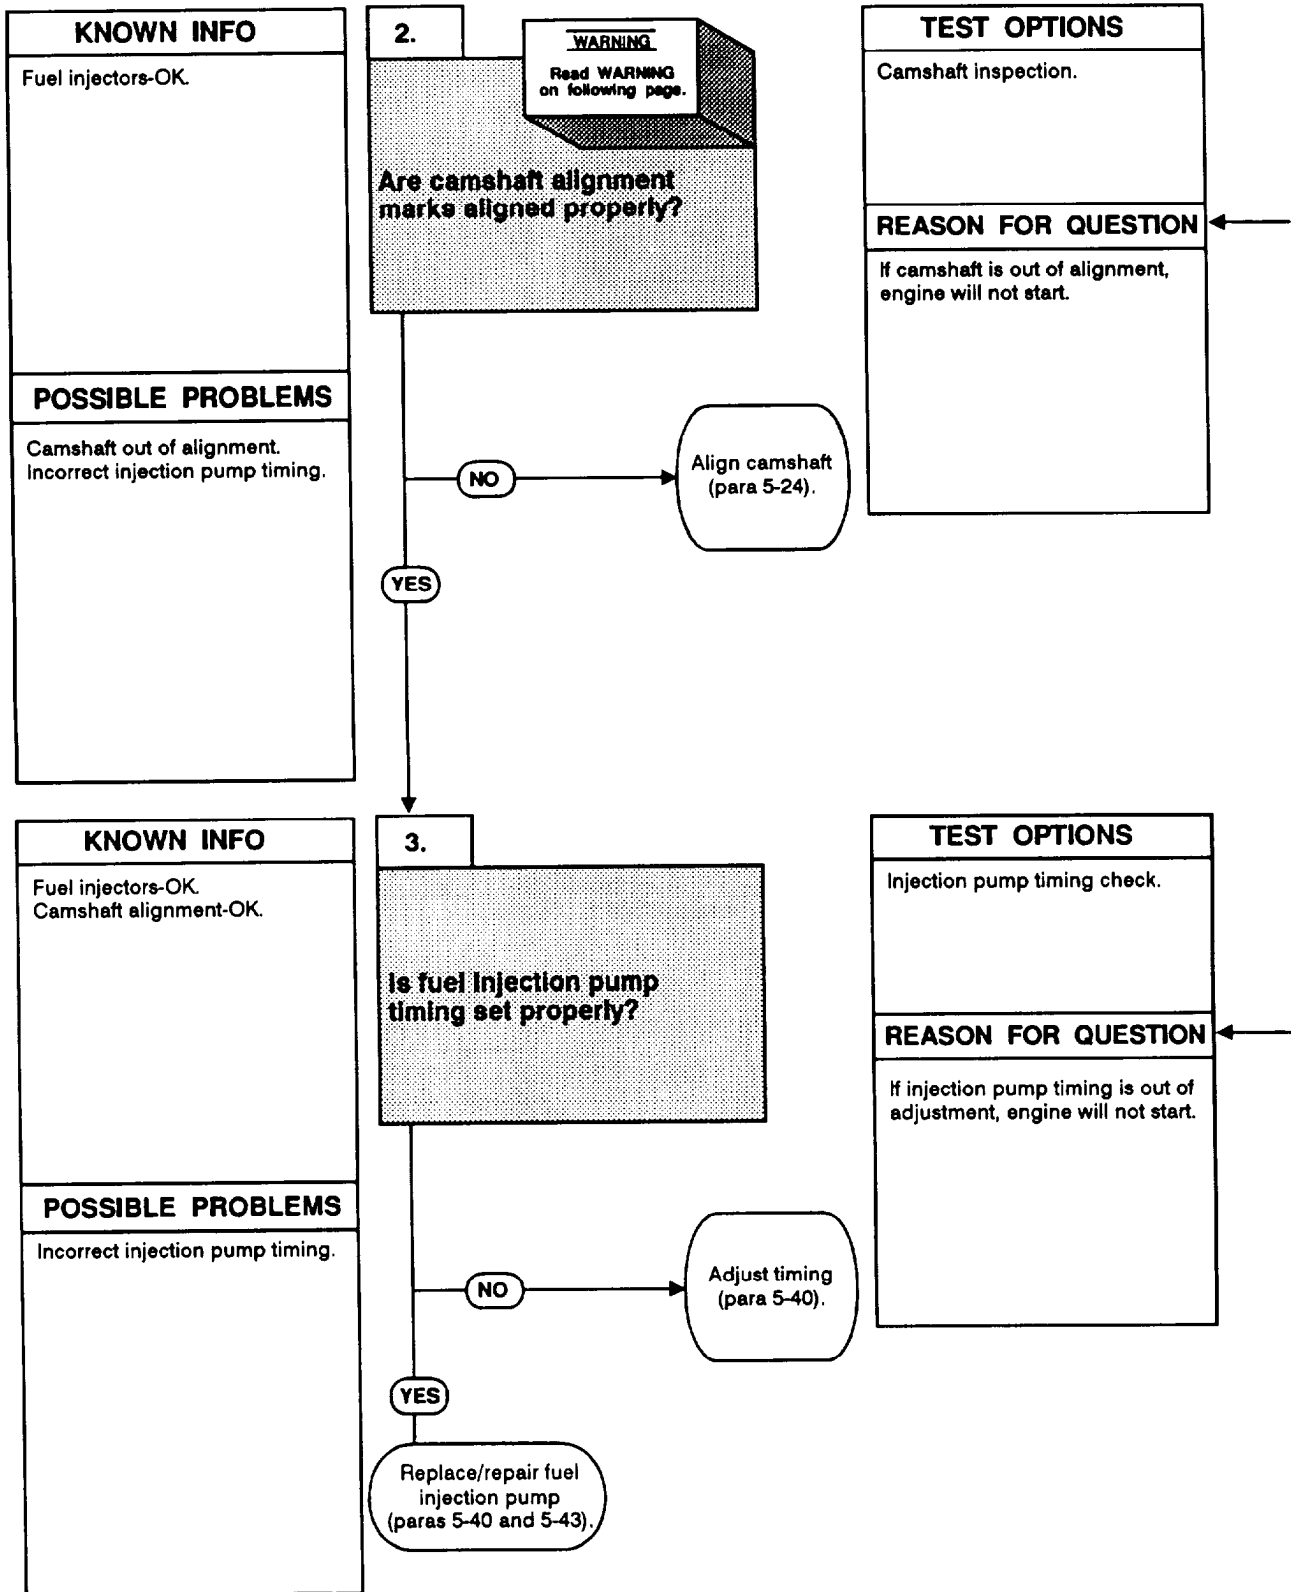 KNOWN INFO
Fuel injectors-OK.
POSSIBLE PROBLEMS
Camshaft out of alignment.
Incorrect injection pump timing.
2.
WARNING
Read WARNING
on following page.
Are camshaft alignment
marks aligned properly?
NO
Align camshaft
(para 5-24).
YES
TEST OPTIONS
Camshaft inspection.
REASON FOR QUESTION
If camshaft is out of alignment,
engine will not start.
KNOWN INFO
Fuel injectors-OK.
Camshaft alignment-OK.
POSSIBLE PROBLEMS
Incorrect injection pump timing.
3.
Is fuel injection pump
timing set properly?
NO
Adjust timing
(para 5-40).
YES
Replace/repair fuel
injection pump
(paras 5-40 and 5-43).
TEST OPTIONS
Injection pump timing check.
REASON FOR QUESTION
If injection pump timing is out of
adjustment, engine will not start.